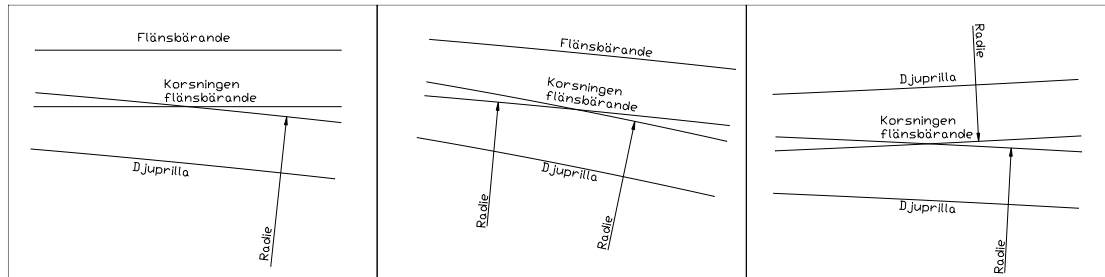 Flänsbärande
Korsningen
flänsbärande
Djuprilla
Radie
Flänsbärande
Korsningen
flänsbärande
Djuprilla
Radie
Radie
Radie
Djuprilla
Korsningen
flänsbärande
Djuprilla
Radie